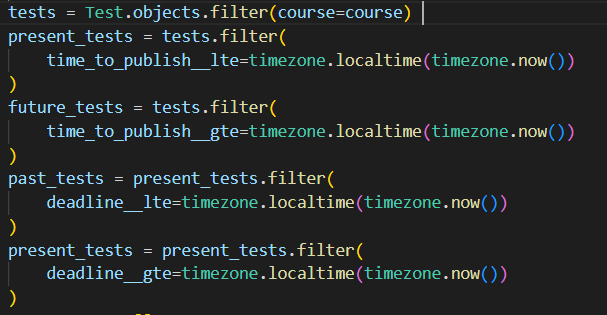 tests = Test.objects.filter(course=course)
present_tests = tests.filter(
    time_to_publish__lte=timezone.localtime(timezone.now())
)
future_tests = tests.filter(
    time_to_publish__gte=timezone.localtime(timezone.now())
)
past_tests = present_tests.filter(
    deadline__lte=timezone.localtime(timezone.now())
)
present_tests = present_tests.filter(
    deadline__gte=timezone.localtime(timezone.now())
)